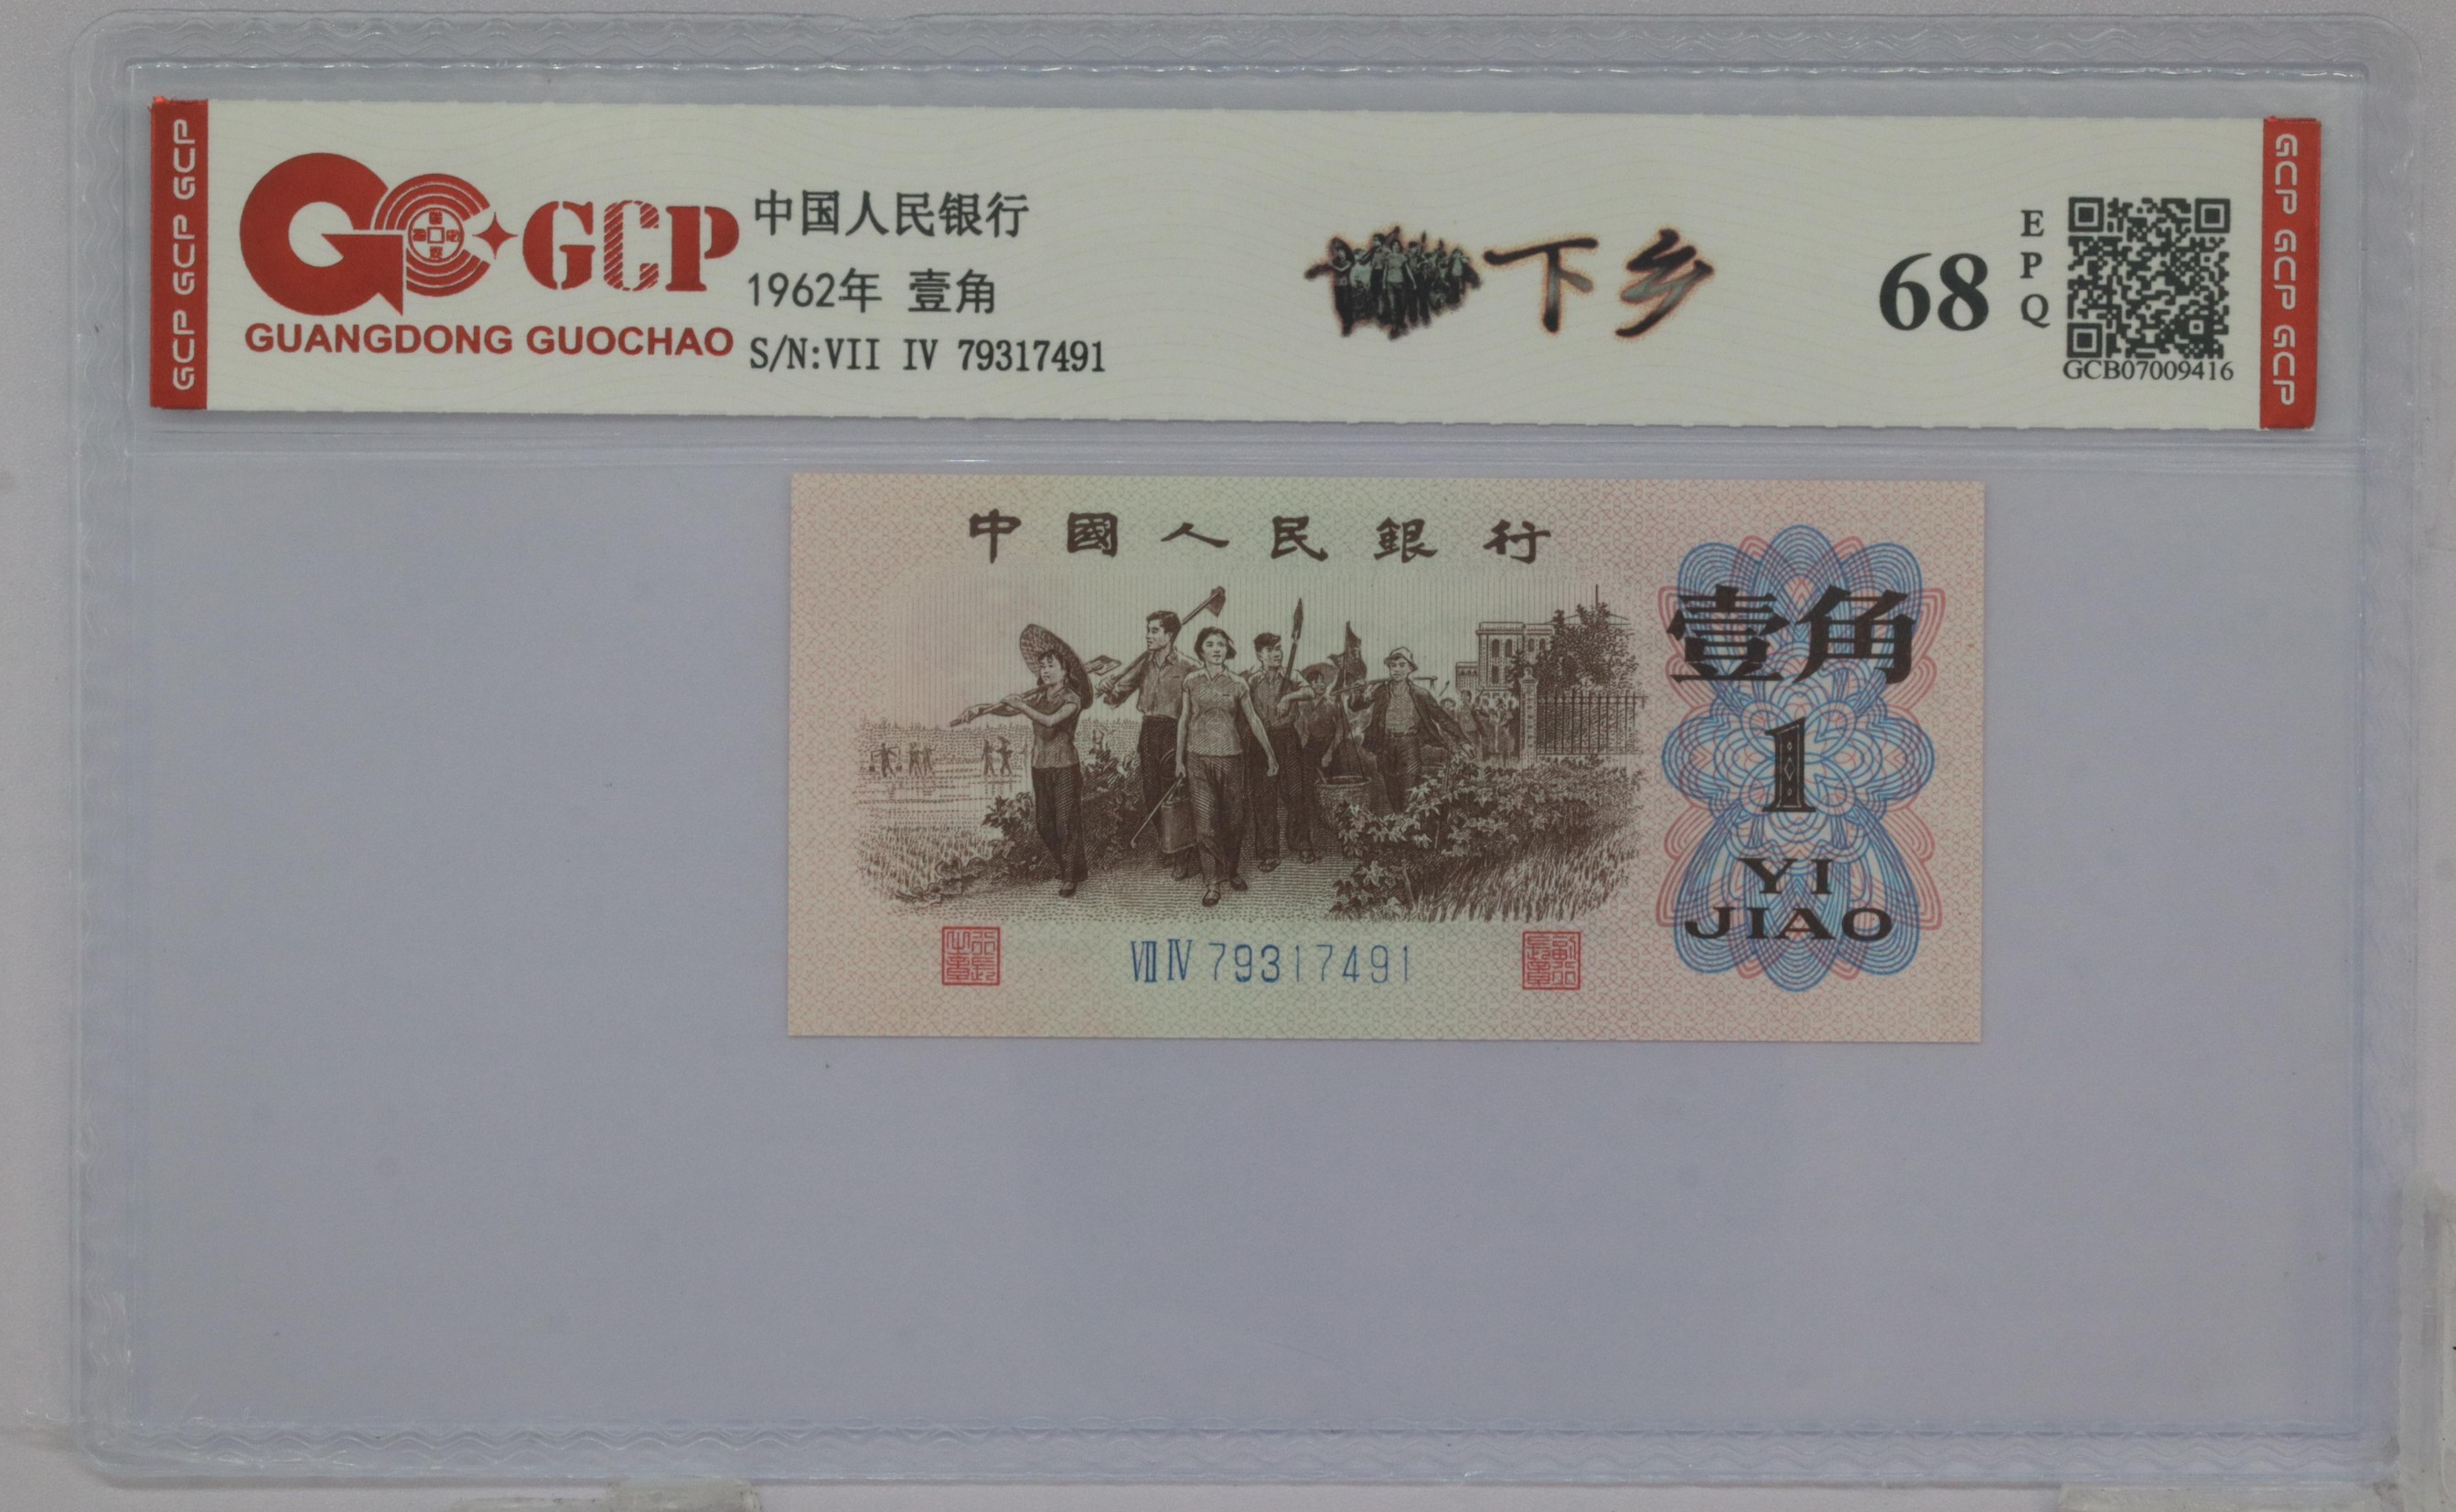 GCP GCP GCP
GCP
GUANGDONG GUOCHAO
中国人民银行
1962年 壹角
S/N:VII IV 79317491
下乡
68
E
P
Q
GCB07009416
GCP GCP GCP
中國人民銀行
壹角
1
YI
JIAO
VII IV 79317491